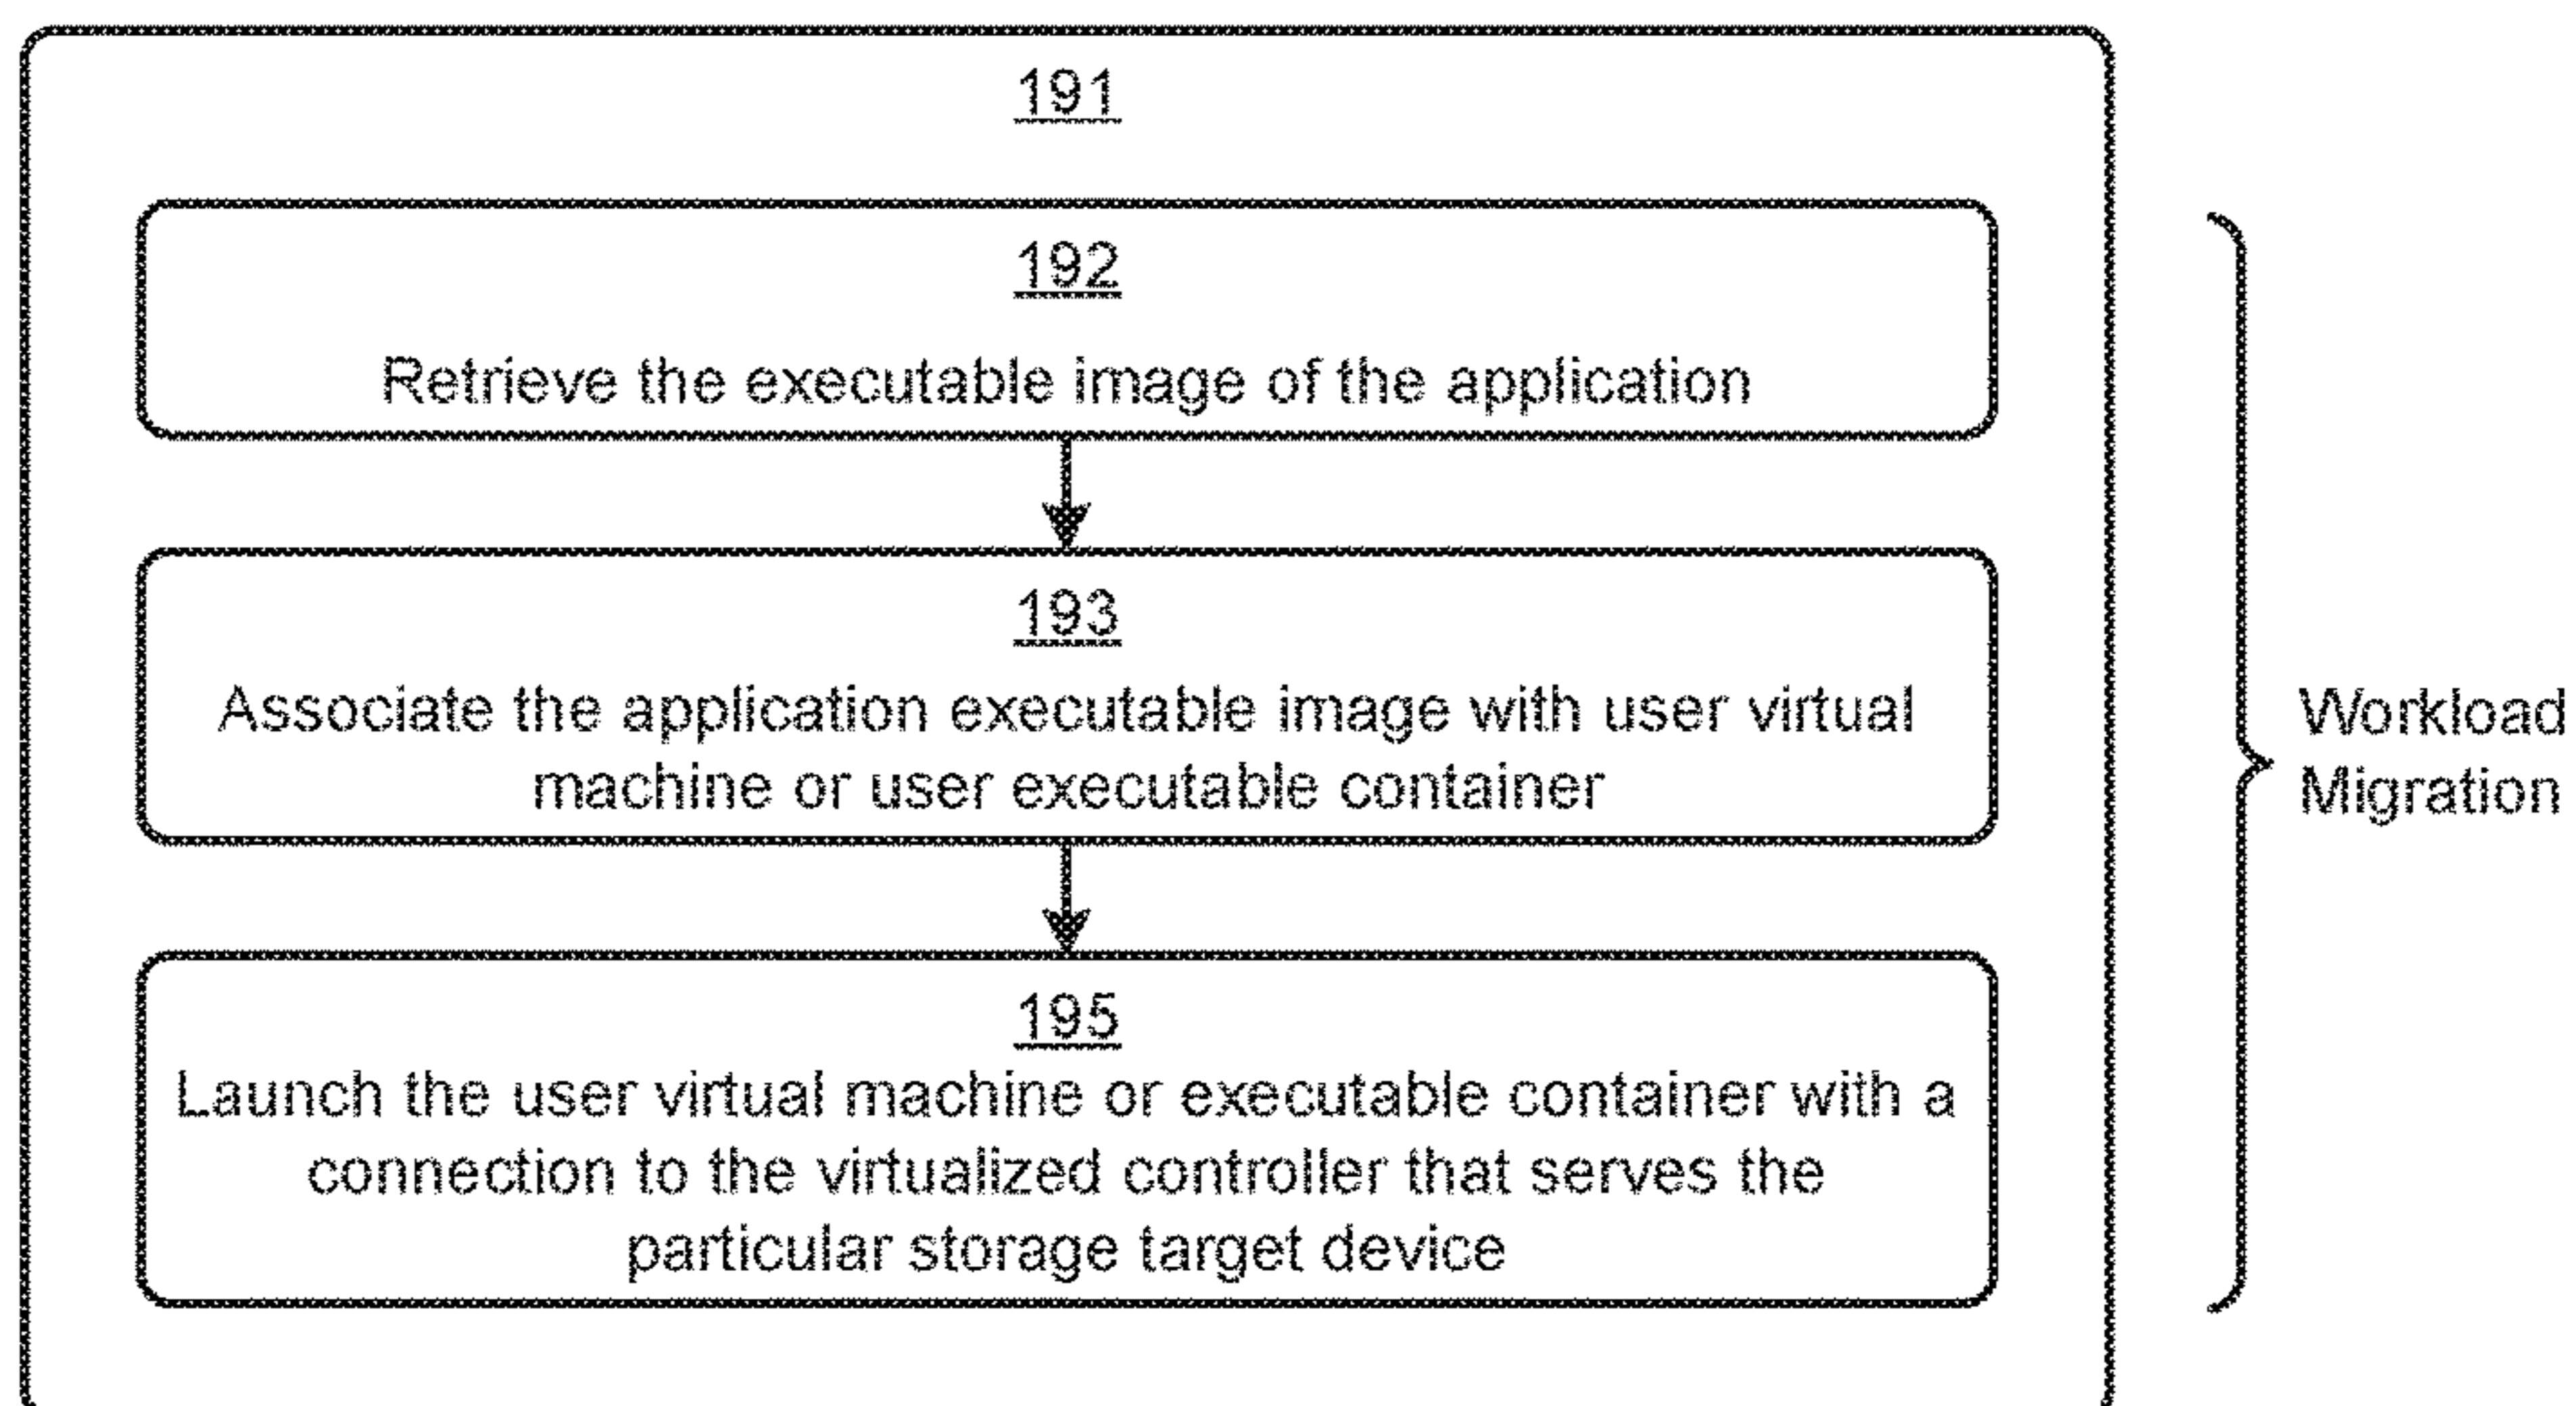 191
192
Retrieve the executable image of the application
193
Associate the application executable image with user virtual
machine or user executable container
195
Launch the user virtual machine or executable container with a
connection to the virtualized controller that serves the
particular storage target device
Workload
Migration